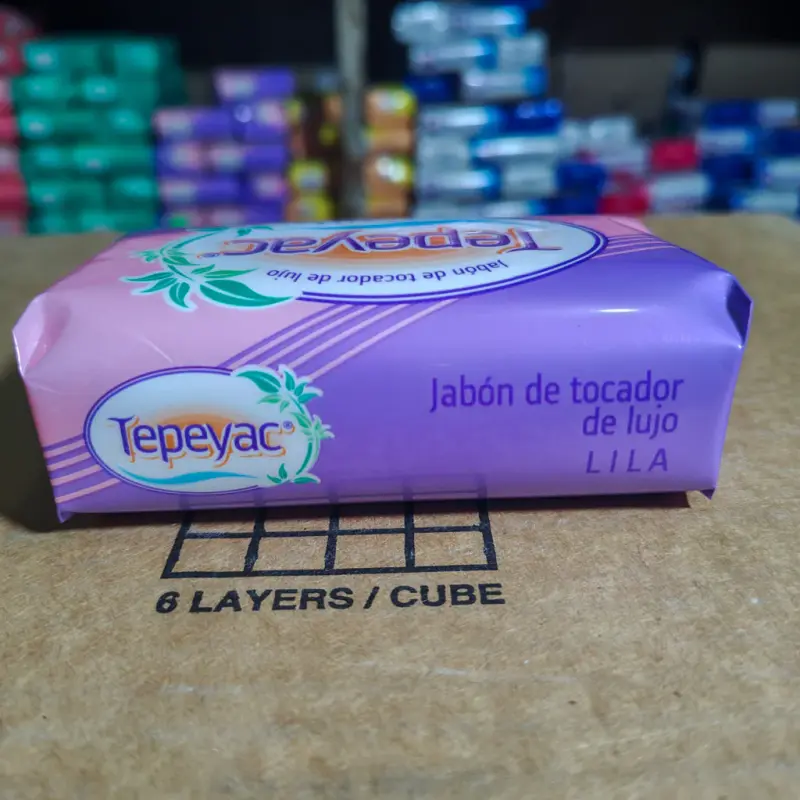 Tepeyac®
Jabón de tocador de lujo
Tepeyac®
Jabón de tocador
de lujo
LILA
6 LAYERS / CUBE